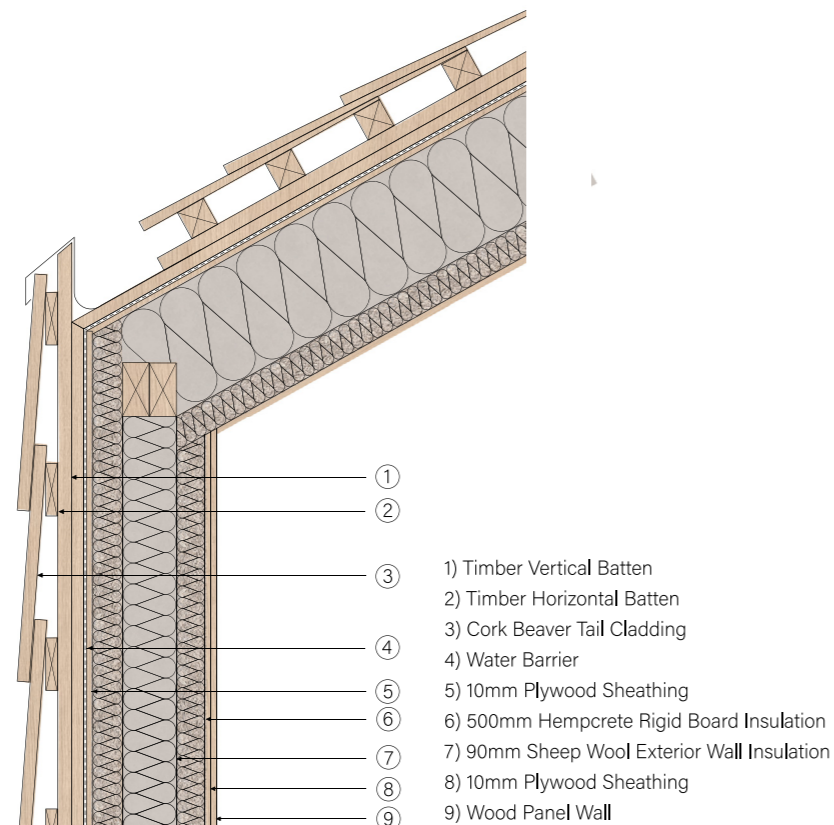 ①
②
③
④
⑤
⑥
⑦
⑧
⑨
1) Timber Vertical Batten
2) Timber Horizontal Batten
3) Cork Beaver Tail Cladding
4) Water Barrier
5) 10mm Plywood Sheathing
6) 500mm Hempcrete Rigid Board Insulation
7) 90mm Sheep Wool Exterior Wall Insulation
8) 10mm Plywood Sheathing
9) Wood Panel Wall